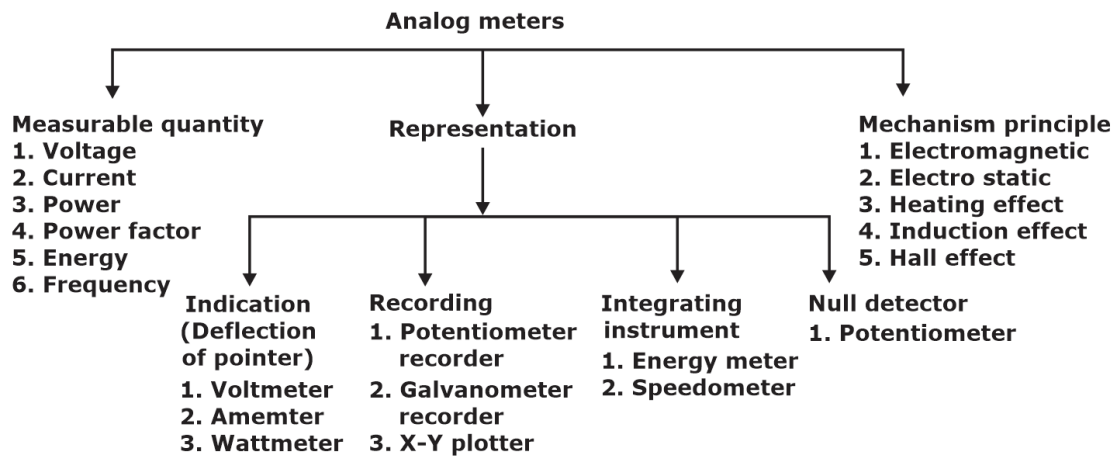 Analog meters
Measurable quantity
1. Voltage
2. Current
3. Power
4. Power factor
5. Energy
6. Frequency
Representation
Mechanism principle
1. Electromagnetic
2. Electro static
3. Heating effect
4. Induction effect
5. Hall effect
Indication
(Deflection
of pointer)
1. Voltmeter
2. Amemter
3. Wattmeter
Recording
1. Potentiometer
recorder
2. Galvanometer
recorder
3. X-Y plotter
Integrating
instrument
1. Energy meter
2. Speedometer
Null detector
1. Potentiometer